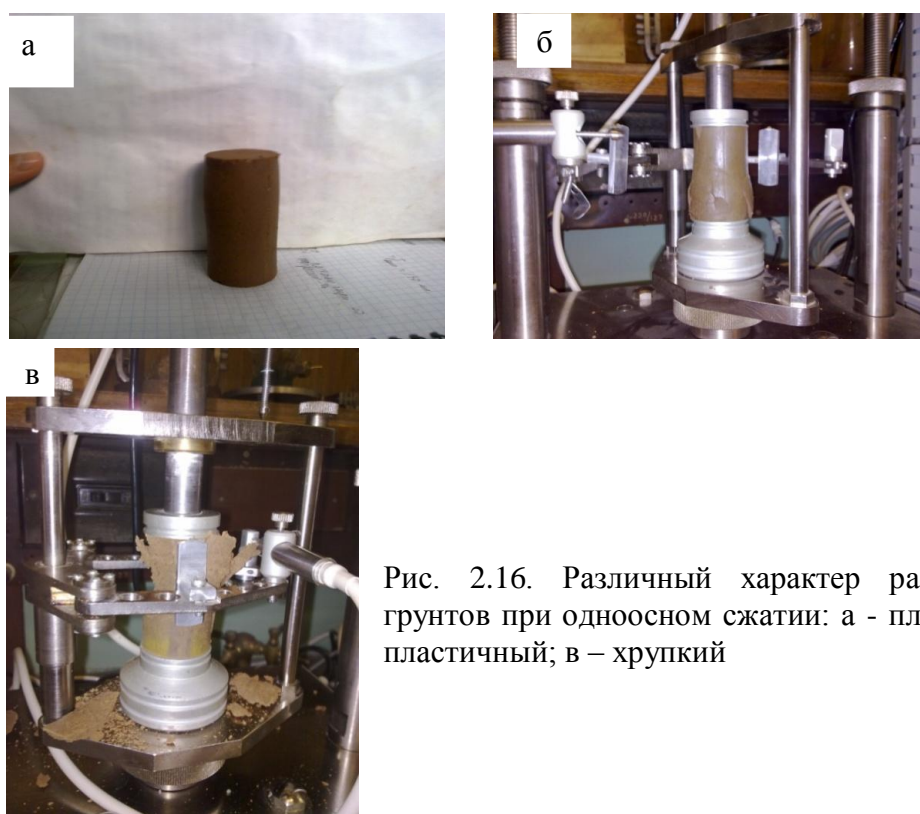 а
б
в
Рис. 2.16. Различный характер ра
грунтов при одноосном сжатии: а - пл
пластичный; в – хрупкий